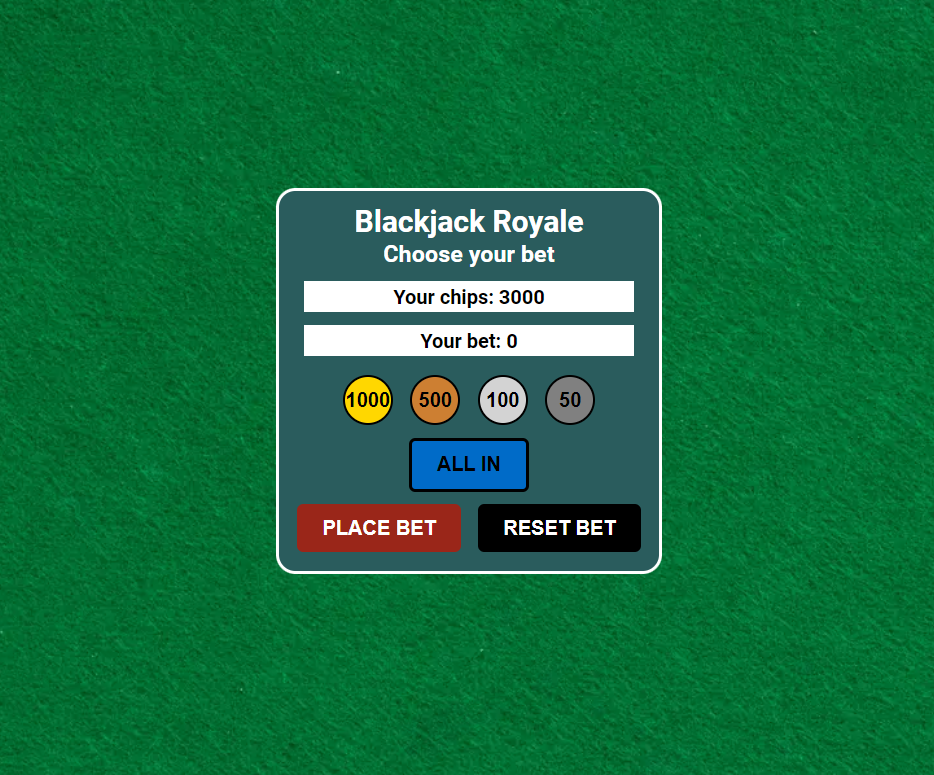 Blackjack Royale
Choose your bet
Your chips: 3000
Your bet: 0
1000 500 100 50
ALL IN
PLACE BET RESET BET